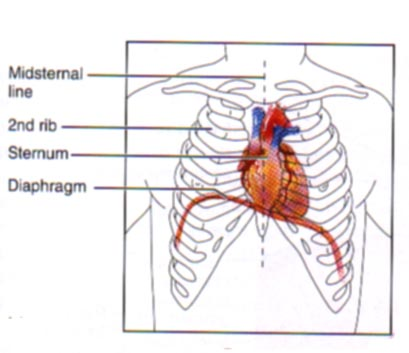 Midsternal
line
2nd rib
Sternum
Diaphragm